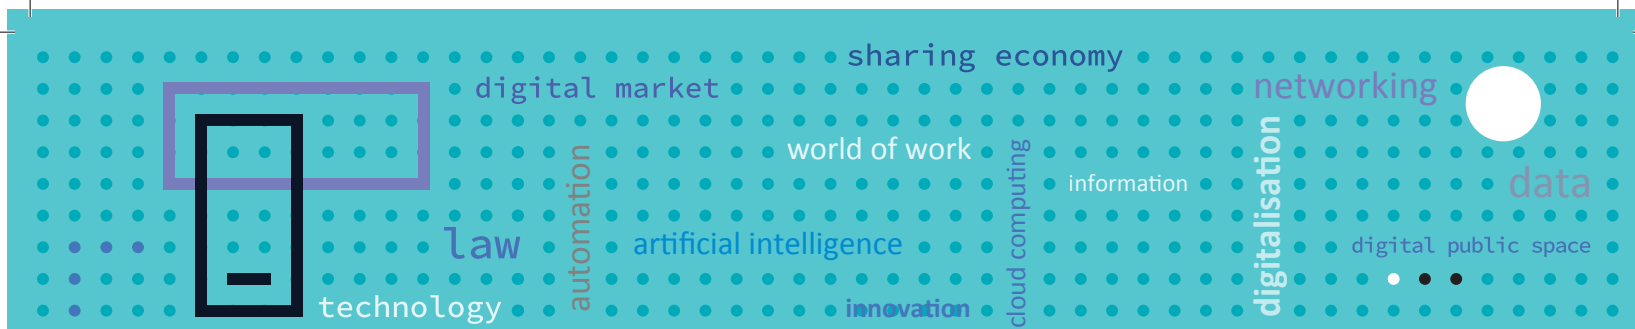 sharing economy
digital market
networking
world of work
automation
cloud computing
information
digitalisation
data
law
artificial intelligence
digital public space
technology
innovation